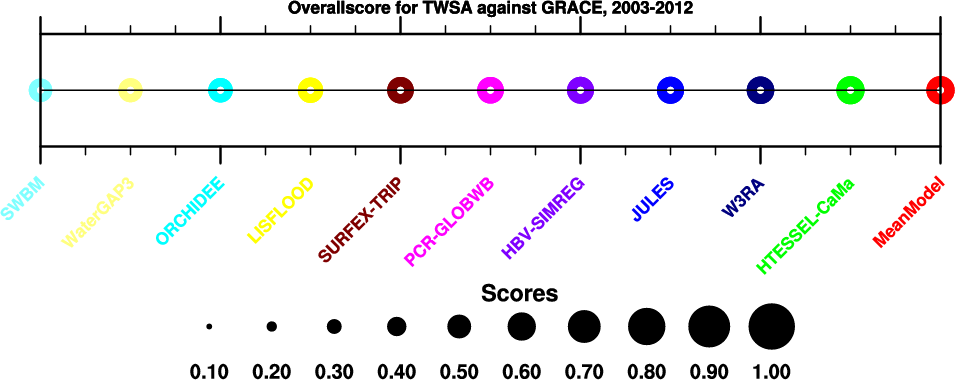 Overallscore for TWSA against GRACE, 2003-2012
SWBM
WaterGAP3
ORCHIDEE
LISFLOOD
SURFEX-TRIP
PCR-GLOBWB
HBV-SIMREG
JULES
W3RA
HTESSEL-CaMa
MeanModel
Scores
0.10 0.20 0.30 0.40 0.50 0.60 0.70 0.80 0.90 1.00